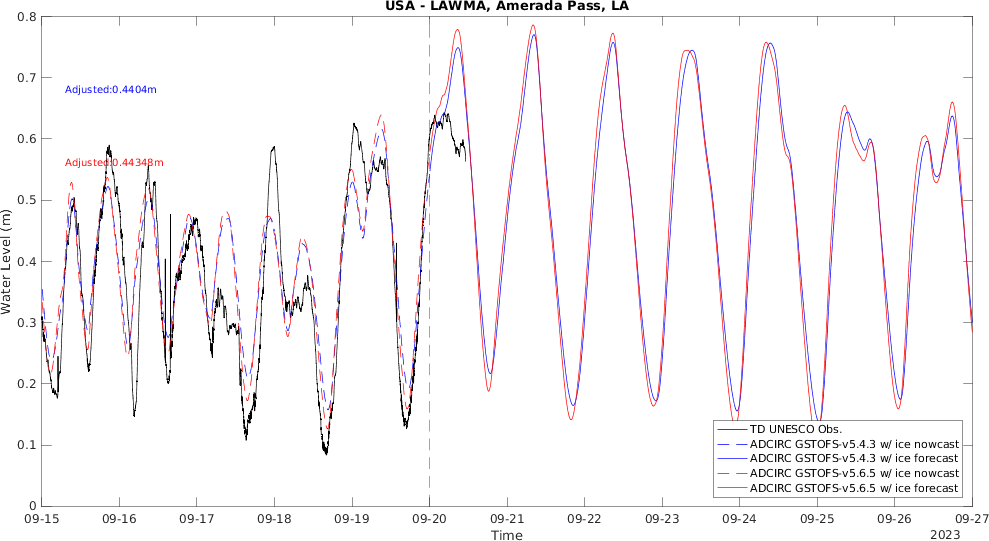 USA - LAWMA, Amerada Pass, LA
0.8
0.7
0.6
0.5
0.4
0.3
0.2
0.1
0
Water Level (m)
Adjusted:0.4404m
Adjusted:0.44348m
TD UNESCO Obs.
ADCIRC GSTOFS-v5.4.3 w/ ice nowcast
ADCIRC GSTOFS-v5.4.3 w/ ice forecast
ADCIRC GSTOFS-v5.6.5 w/ ice nowcast
ADCIRC GSTOFS-v5.6.5 w/ ice forecast
09-15 09-16 09-17 09-18 09-19 09-20 09-21 09-22 09-23 09-24 09-25 09-26 09-27
Time
2023